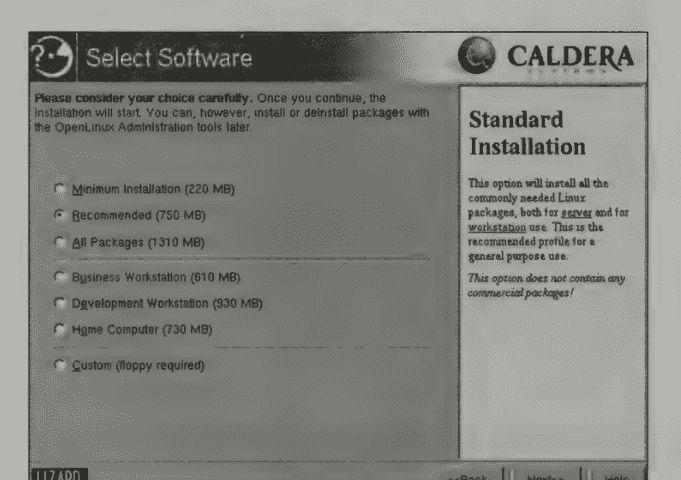 Select Software
CALDERA
SYSTEMS
Please consider your choice carefully. Once you continue, the
installation will start. You can, however, install or deinstall packages with
the OpenLinux Administration tools later.
Minimum Installation (220 MB)
Recommended (750 MB)
All Packages (1310 MB)
Business Workstation (610 MB)
Development Workstation (930 MB)
Home Computer (730 MB)
Custom (floppy required)
Standard
Installation
This option will install all the
commonly needed Linux
packages, both for server and for
workstation use. This is the
recommended profile for a
general purpose use.
This option does not contain any
commercial packages!
LIZARD
<<Back
Next>>
Help